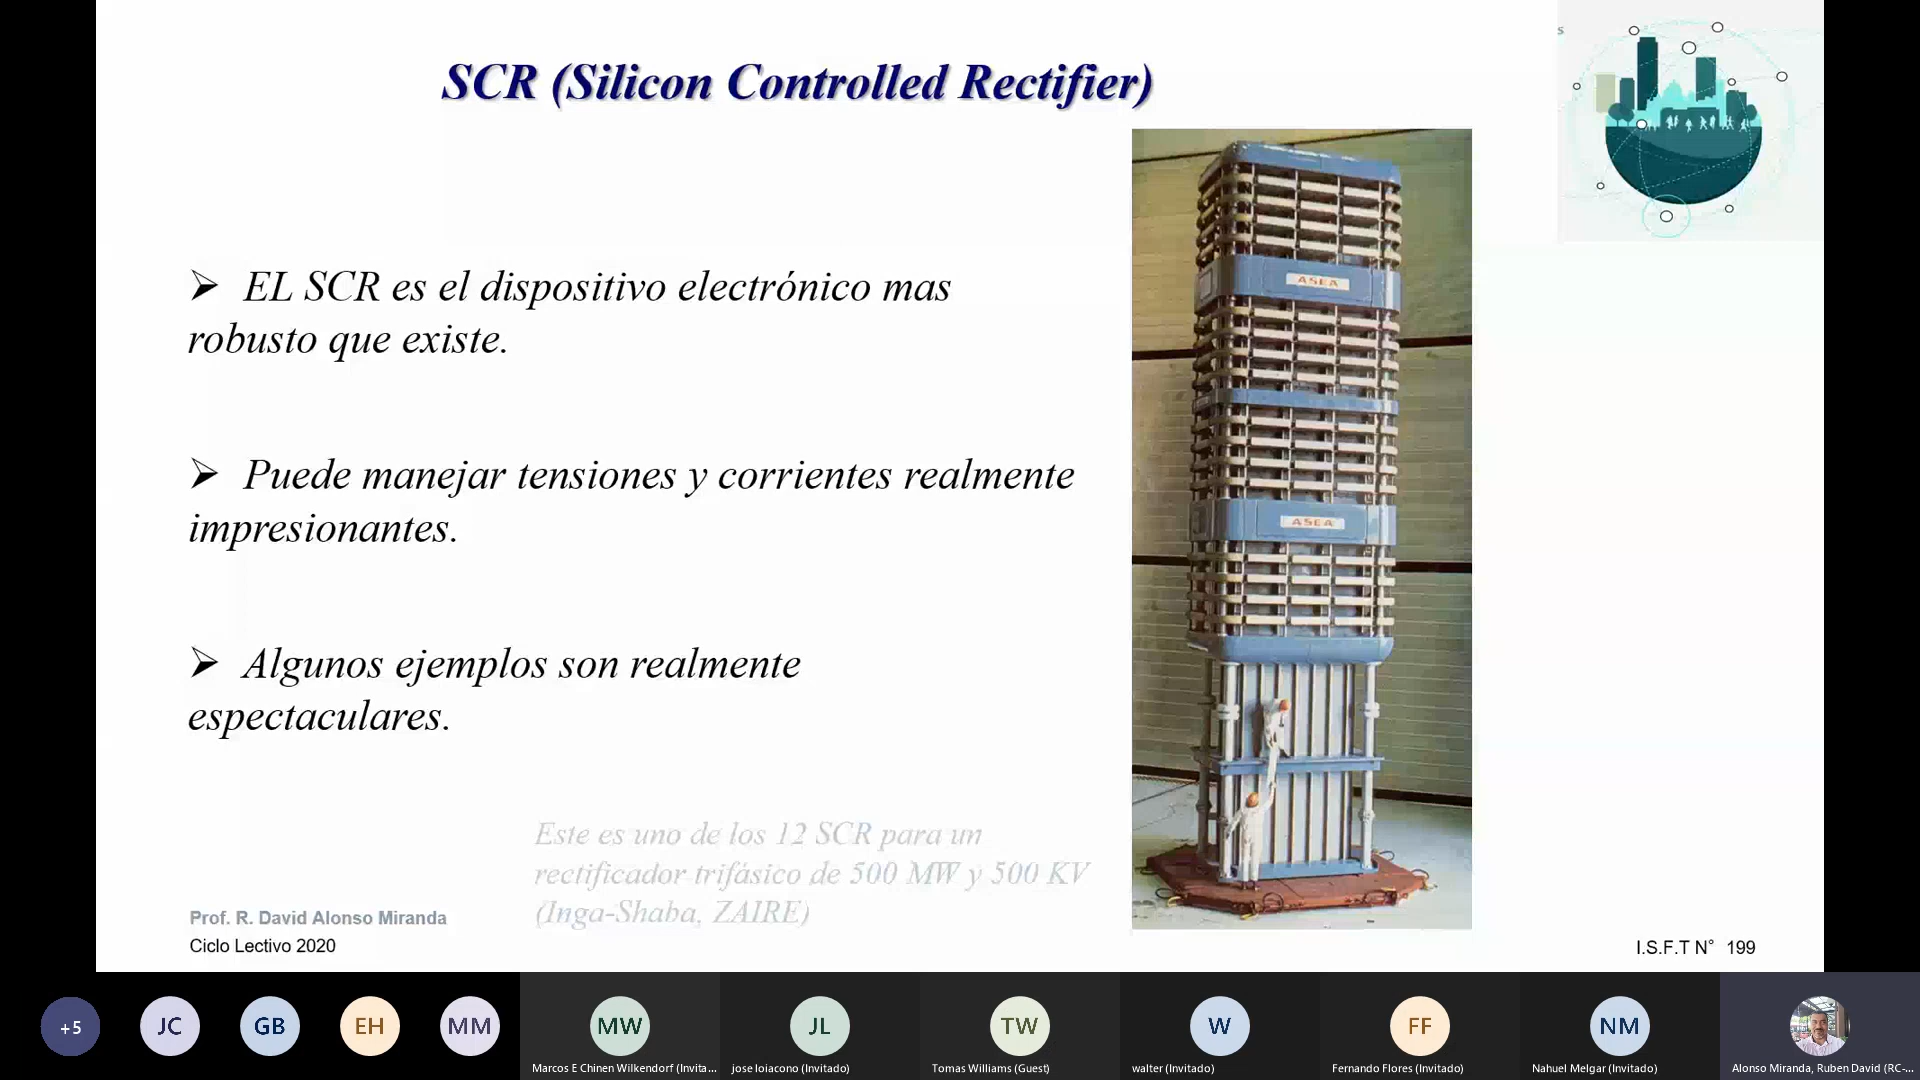 s
SCR (Silicon Controlled Rectifier)
ASEA
➢ EL SCR es el dispositivo electrónico mas
robusto que existe.
➢ Puede manejar tensiones y corrientes realmente
impresionantes.
ASEA
➢ Algunos ejemplos son realmente
espectaculares.
Este es uno de los 12 SCR para un
rectificador trifásico de 500 MW y 500 KV
(Inga-Shaba, ZAIRE)
Prof. R. David Alonso Miranda
Ciclo Lectivo 2020
I.S.F.T N° 199
+5
JC
GB
EH
MM
MW
JL
TW
W
FF
NM
Marcos E Chinen Wilkendorf (Invita...
jose loiacono (Invitado)
Tomas Williams (Guest)
walter (Invitado)
Fernando Flores (Invitado)
Nahuel Melgar (Invitado)
Alonso Miranda, Ruben David (RC-...